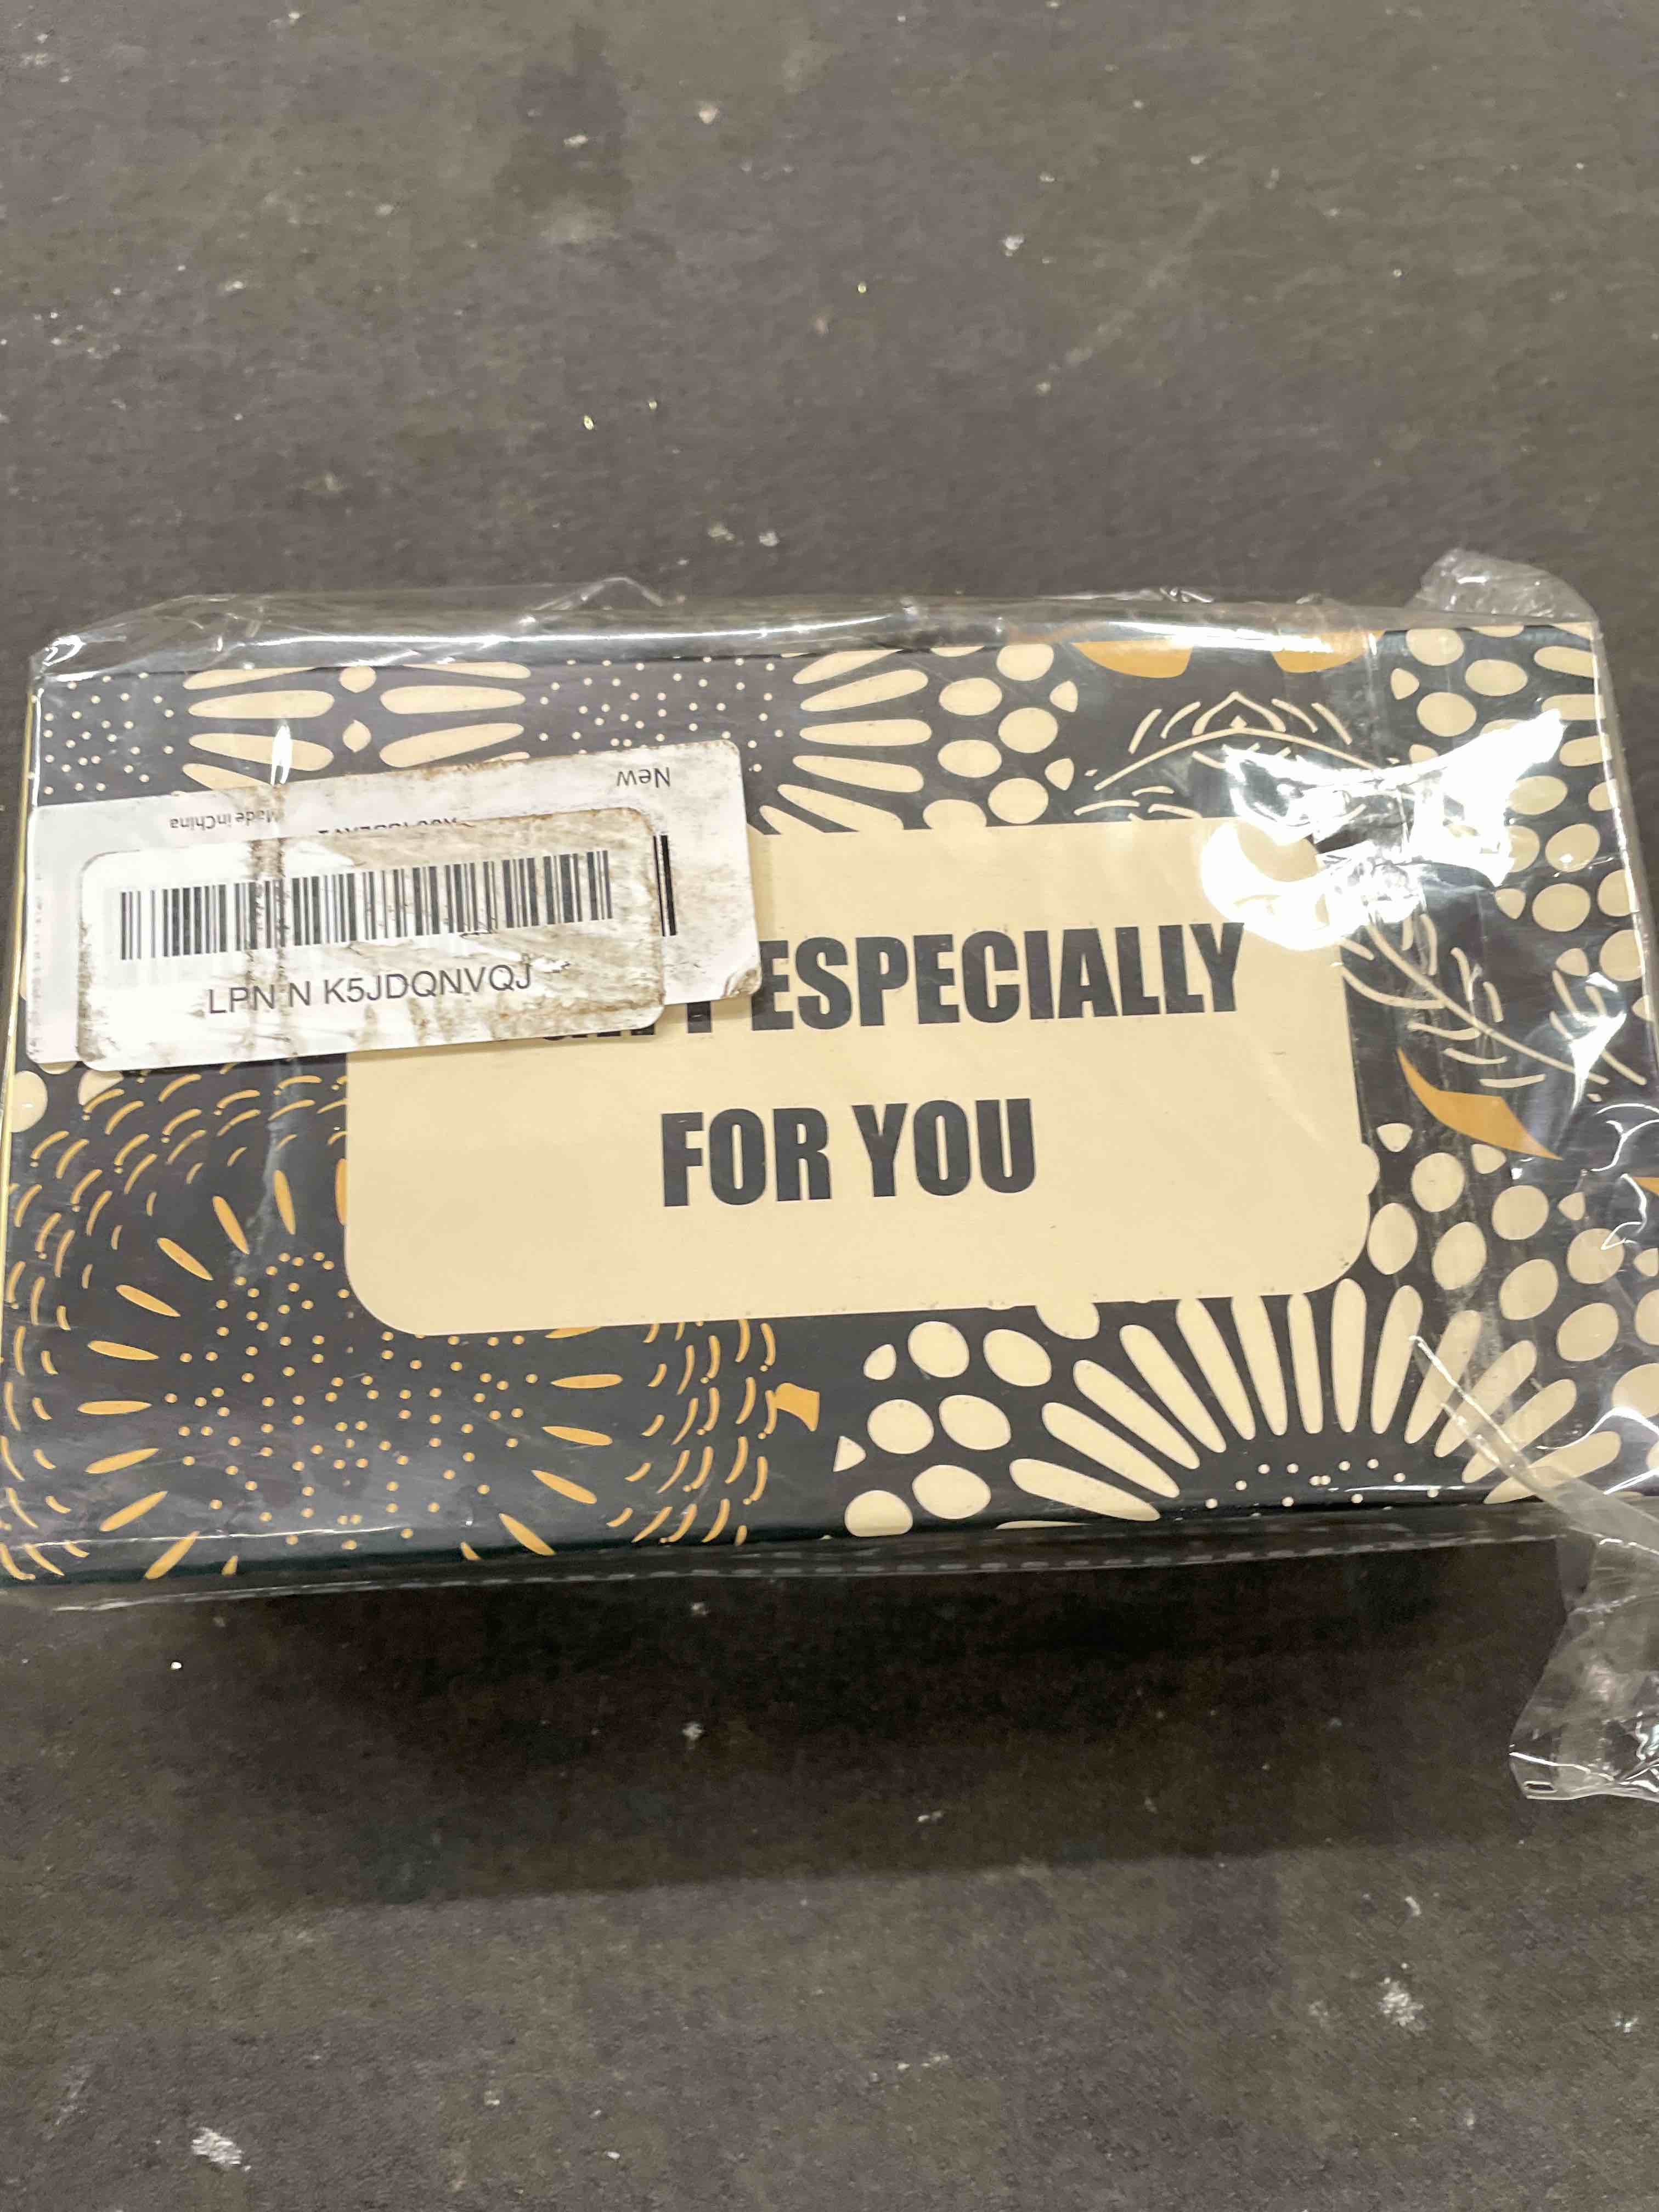 New
Made in China
LPN N K5JDQNVQJ
ESPECIALLY
FOR YOU